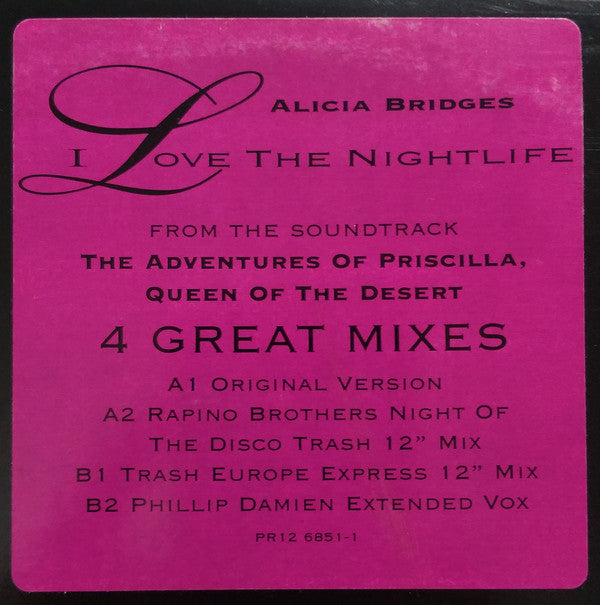 Alicia Bridges
I Love The Nightlife
FROM THE SOUNDTRACK
The Adventures Of Priscilla,
Queen Of The Desert
4 GREAT MIXES
A1 Original Version
A2 Rapino Brothers Night Of
The Disco Trash 12” Mix
B1 Trash Europe Express 12” Mix
B2 Phillip Damien Extended Vox
PR12 6851-1